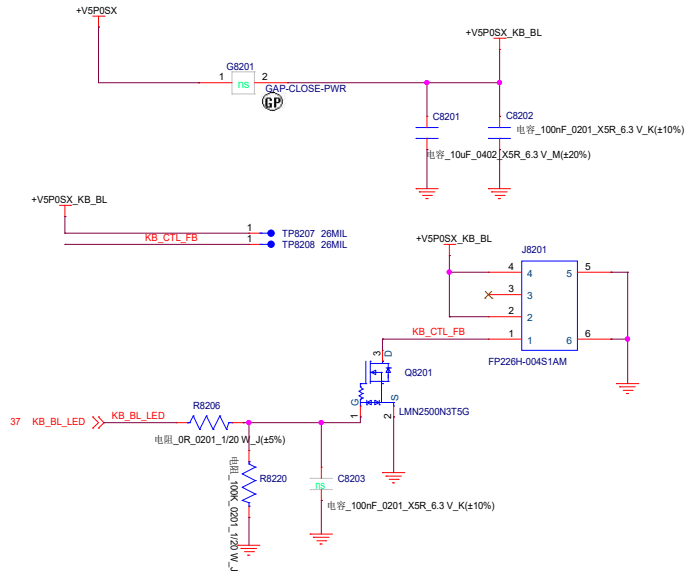 +V5P0SX
+V5P0SX_KB_BL
G8201
1
ns
2
GAP-CLOSE-PWR
GP
C8201
C8202
电容_100nF_0201_X5R_6.3 V_K(±10%)
电容_10uF_0402_X5R_6.3 V_M(±20%)
+V5P0SX_KB_BL
1
TP8207 26MIL
KB_CTL_FB
1
TP8208 26MIL
+V5P0SX_KB_BL
J8201
4
4
5
5
3
3
2
2
KB_CTL_FB
1
1
6
6
FP226H-004S1AM
3
D
Q8201
G
S
LMN2500N3T5G
1
2
37
KB_BL_LED
KB_BL_LED
R8206
电阻_0R_0201_1/20 W_J(±5%)
R8220
电阻_100K_0201_1/20 W_J
C8203
ns
电容_100nF_0201_X5R_6.3 V_K(±10%)